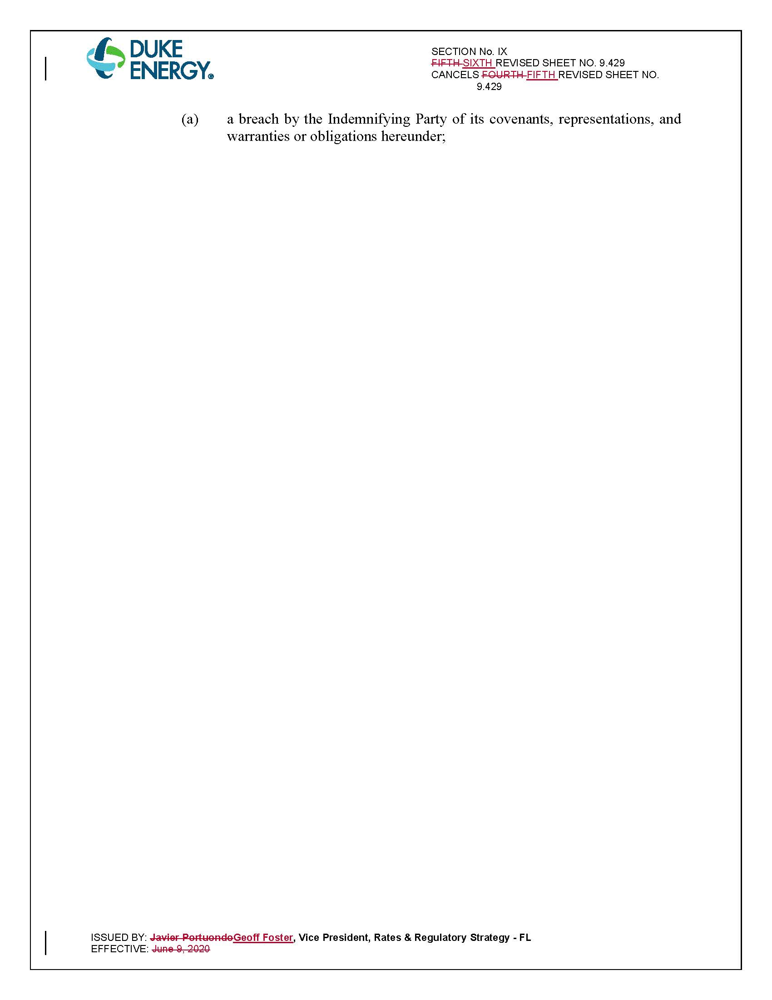 DUKE
ENERGY®
SECTION No. IX
FIFTH SIXTH REVISED SHEET NO. 9.429
CANCELS FOURTH FIFTH REVISED SHEET NO.
9.429
(a) a breach by the Indemnifying Party of its covenants, representations, and
warranties or obligations hereunder;
ISSUED BY: Javier PortuondoGeoff Foster, Vice President, Rates & Regulatory Strategy - FL
EFFECTIVE: June 9, 2020